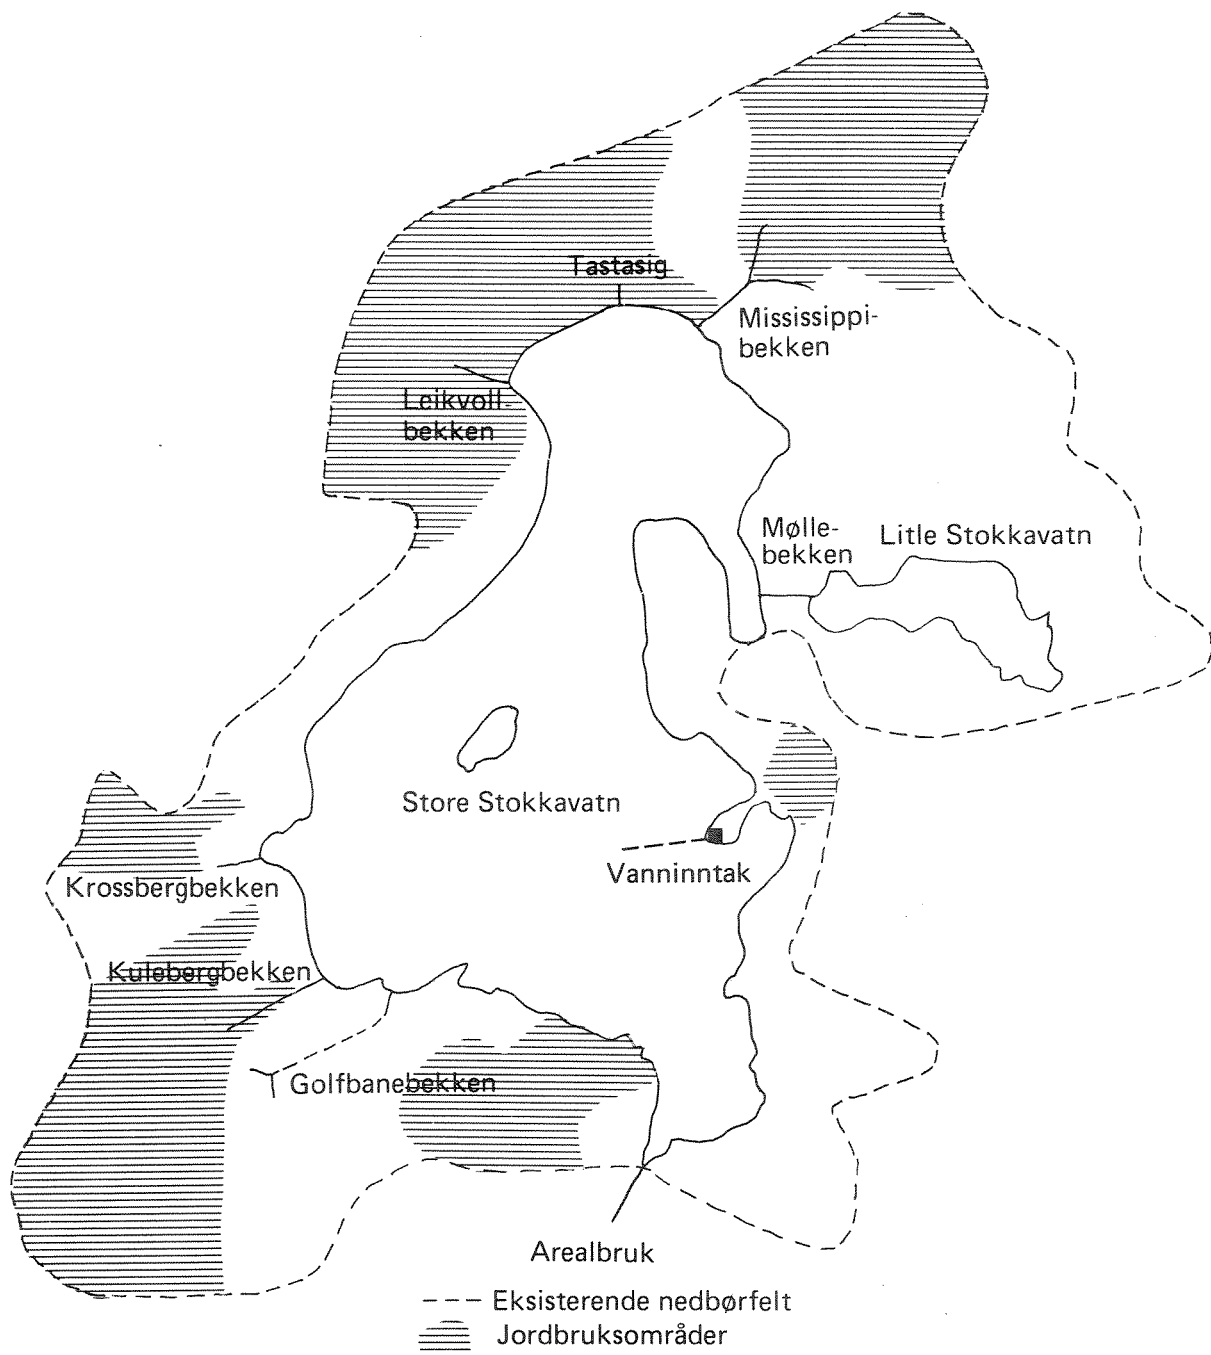 Tastasig
Mississippi-
bekken
Leikvoll-
bekken
Mølle-
bekken
Litle Stokkavatn
Store Stokkavatn
Vanninntak
Krossbergbekken
Kulebergbekken
Golfbanebekken
Arealbruk
Eksisterende nedbørfelt
Jordbruksområder